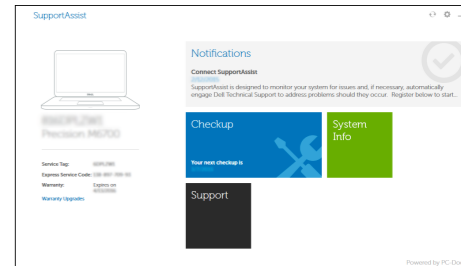 SupportAssist
Notifications
Connect SupportAssist
SupportAssist is designed to monitor your system for issues and, if necessary, automatically
engage Dell Technical Support to address problems should they occur. Register below to start...
Precision M6700
Checkup
System
Info
Your next checkup is
Service Tag:
Express Service Code:
Warranty: Expires on
Warranty Upgrades
Support
Powered by PC-Doc